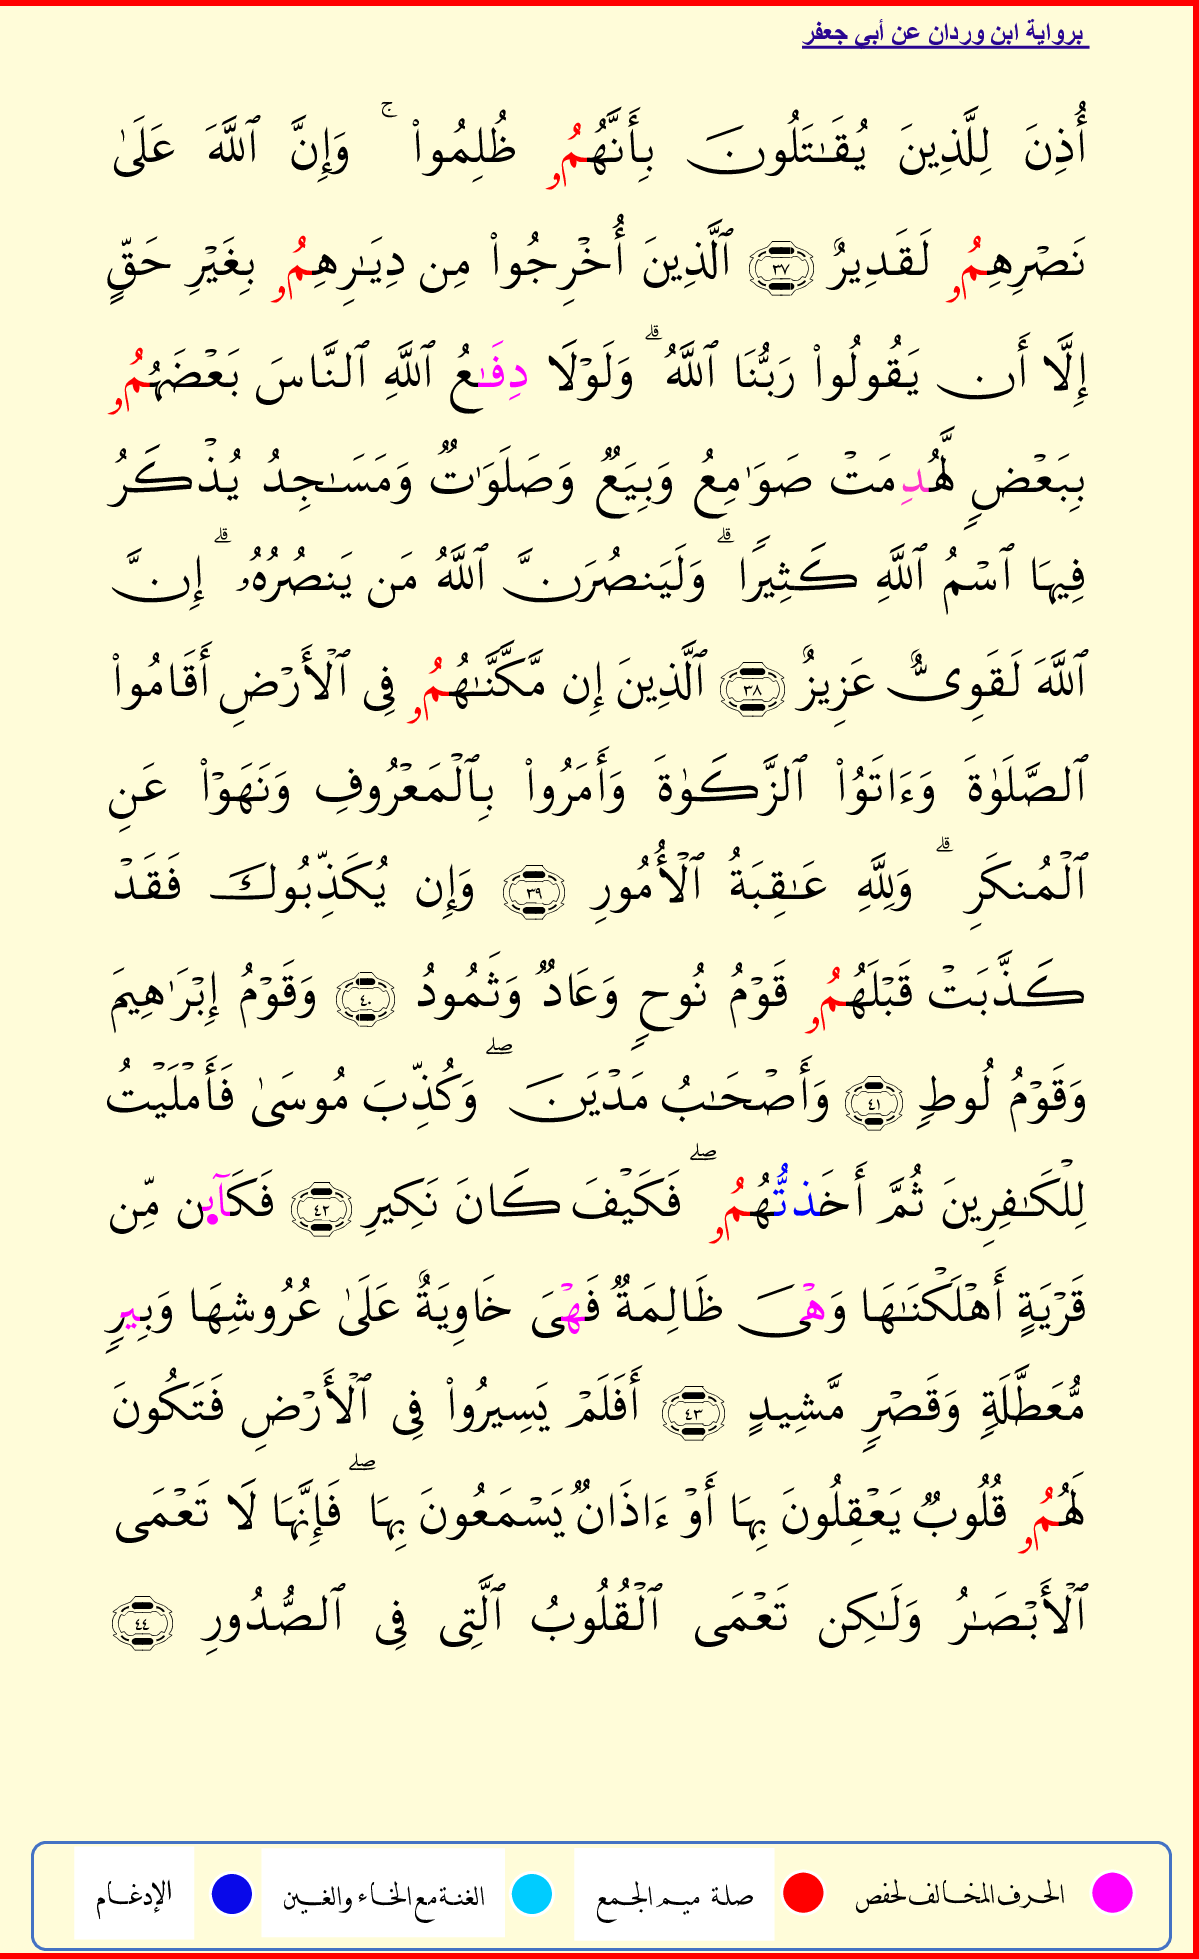 برواية ابن وردان عن أبي جعفر
أُذِنَ لِلَّذِينَ يُقَـٰتَلُونَ بِأَنَّهُمُۥ ظُلِمُوا۟ ۚ وَإِنَّ ٱللَّهَ عَلَىٰ
نَصْرِهِمُۥ لَقَدِيرٌ ٣٧ ٱلَّذِينَ أُخْرِجُوا۟ مِن دِيَـٰرِهِمُۥ بِغَيْرِ حَقٍّ
إِلَّا أَن يَقُولُوا۟ رَبُّنَا ٱللَّهُ ۗ وَلَوْلَا دِفَـٰعُ ٱللَّهِ ٱلنَّاسَ بَعْضَهُمُۥ
بِبَعْضٍ لَّهُدِمَتْ صَوَٰمِعُ وَبِيَعٌ وَصَلَوَٰتٌ وَمَسَـٰجِدُ يُذْكَرُ
فِيهَا ٱسْمُ ٱللَّهِ كَثِيرًا ۗ وَلَيَنصُرَنَّ ٱللَّهُ مَن يَنصُرُهُۥ ۗ إِنَّ
ٱللَّهَ لَقَوِىٌّ عَزِيزٌ ٣٨ ٱلَّذِينَ إِن مَّكَّنَّـٰهُمُۥ فِى ٱلْأَرْضِ أَقَامُوا۟
ٱلصَّلَوٰةَ وَءَاتَوُا۟ ٱلزَّكَوٰةَ وَأَمَرُوا۟ بِٱلْمَعْرُوفِ وَنَهَوْا۟ عَنِ
ٱلْمُنكَرِ ۗ وَلِلَّهِ عَـٰقِبَةُ ٱلْأُمُورِ ٣٩ وَإِن يُكَذِّبُوكَ فَقَدْ
كَذَّبَتْ قَبْلَهُمُۥ قَوْمُ نُوحٍ وَعَادٌ وَثَمُودُ ٤٠ وَقَوْمُ إِبْرَٰهِيمَ
وَقَوْمُ لُوطٍ ٤١ وَأَصْحَـٰبُ مَدْيَنَ ۖ وَكُذِّبَ مُوسَىٰ فَأَمْلَيْتُ
لِلْكَـٰفِرِينَ ثُمَّ أَخَذتُّهُمُۥ ۖ فَكَيْفَ كَانَ نَكِيرِ ٤٢ فَكَآىِٕن مِّن
قَرْيَةٍ أَهْلَكْنَـٰهَا وَهْىَ ظَالِمَةٌ فَهْىَ خَاوِيَةٌ عَلَىٰ عُرُوشِهَا وَبِيرٍ
مُّعَطَّلَةٍ وَقَصْرٍ مَّشِيدٍ ٤٣ أَفَلَمْ يَسِيرُوا۟ فِى ٱلْأَرْضِ فَتَكُونَ
لَهُمُۥ قُلُوبٌ يَعْقِلُونَ بِهَا أَوْ ءَاذَانٌ يَسْمَعُونَ بِهَا ۖ فَإِنَّهَا لَا تَعْمَى
ٱلْأَبْصَـٰرُ وَلَـٰكِن تَعْمَى ٱلْقُلُوبُ ٱلَّتِى فِى ٱلصُّدُورِ ٤٤
الحرف المخالف لحفص صلة ميم الجمع الغنة مع الخاء والغين الإدغام